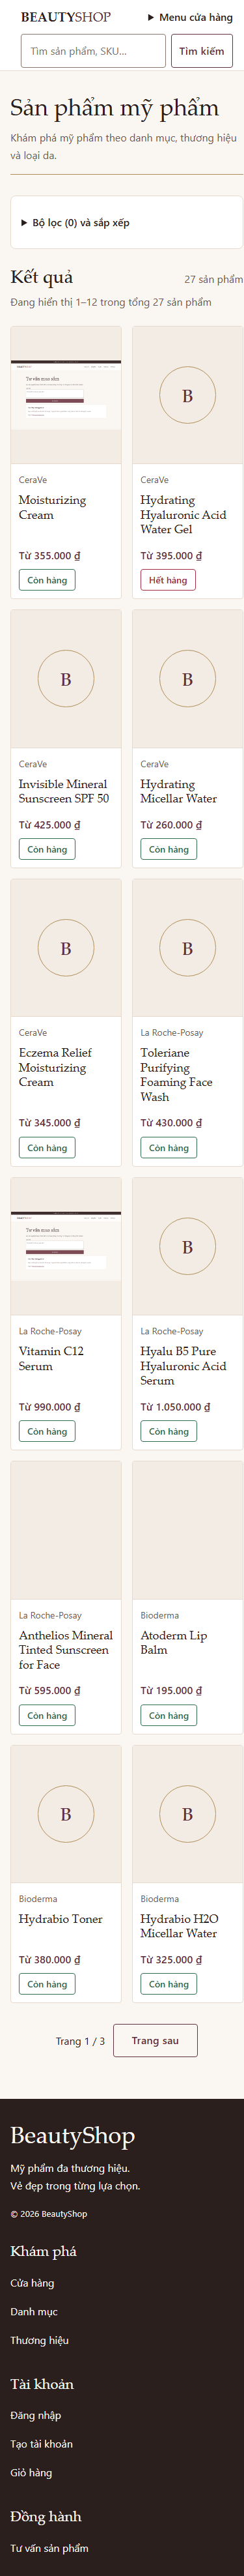 BEAUTYSHOP
Menu cửa hàng
Tìm sản phẩm, SKU...
Tìm kiếm
Sản phẩm mỹ phẩm
Khám phá mỹ phẩm theo danh mục, thương hiệu
và loại da.
Bộ lọc (0) và sắp xếp
Kết quả
27 sản phẩm
Đang hiển thị 1–12 trong tổng 27 sản phẩm
Tư vấn mua sắm
B
CeraVe
Moisturizing
Cream
Từ 355.000 ₫
Còn hàng
CeraVe
Hydrating
Hyaluronic Acid
Water Gel
Từ 395.000 ₫
Hết hàng
B
B
CeraVe
Invisible Mineral
Sunscreen SPF 50
Từ 425.000 ₫
Còn hàng
CeraVe
Hydrating
Micellar Water
Từ 260.000 ₫
Còn hàng
B
B
CeraVe
Eczema Relief
Moisturizing
Cream
Từ 345.000 ₫
Còn hàng
La Roche-Posay
Toleriane
Purifying
Foaming Face
Wash
Từ 430.000 ₫
Còn hàng
Tư vấn mua sắm
B
La Roche-Posay
Vitamin C12
Serum
Từ 990.000 ₫
Còn hàng
La Roche-Posay
Hyalu B5 Pure
Hyaluronic Acid
Serum
Từ 1.050.000 ₫
Còn hàng
La Roche-Posay
Anthelios Mineral
Tinted Sunscreen
for Face
Từ 595.000 ₫
Còn hàng
Bioderma
Atoderm Lip
Balm
Từ 195.000 ₫
Còn hàng
B
B
Bioderma
Hydrabio Toner
Từ 380.000 ₫
Còn hàng
Bioderma
Hydrabio H2O
Micellar Water
Từ 325.000 ₫
Còn hàng
Trang 1 / 3
Trang sau
BeautyShop
Mỹ phẩm đa thương hiệu.
Vẻ đẹp trong từng lựa chọn.
© 2026 BeautyShop
Khám phá
Cửa hàng
Danh mục
Thương hiệu
Tài khoản
Đăng nhập
Tạo tài khoản
Giỏ hàng
Đồng hành
Tư vấn sản phẩm